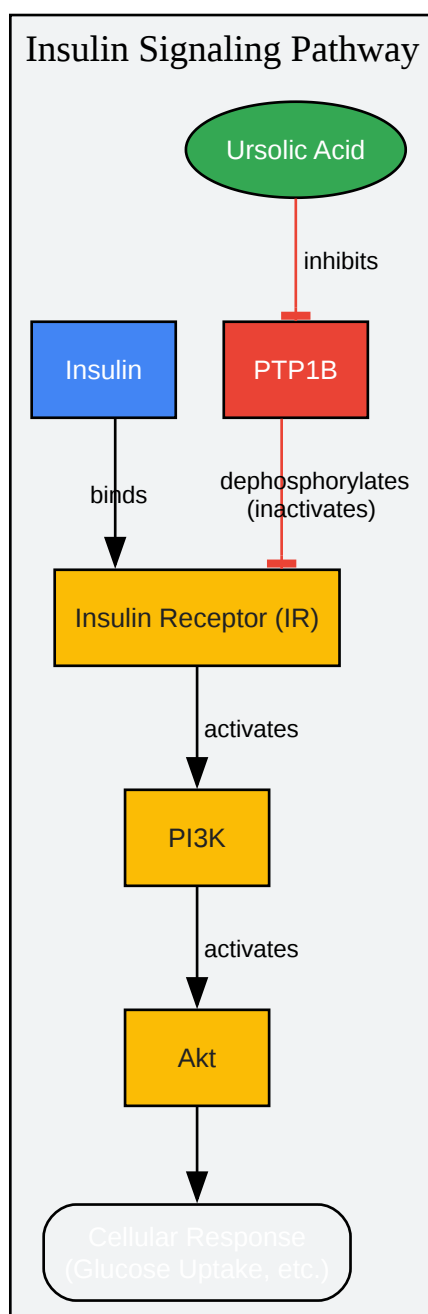 Insulin Signaling Pathway
Ursolic Acid
inhibits
Insulin
PTP1B
binds
dephosphorylates
(inactivates)
Insulin Receptor (IR)
activates
PI3K
activates
Akt
Cellular Response
(Glucose Uptake, etc.)